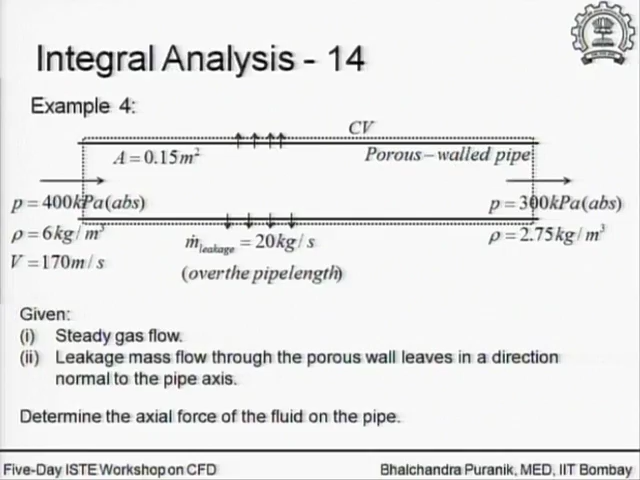 Integral Analysis - 14
Example 4:
CV
A = 0.15m²
Porous – walled pipe
p = 400kPa(abs)
p = 300kPa(abs)
ρ = 6kg/m³
ṁleakage = 20kg/s
ρ = 2.75kg/m³
V = 170m/s
(over the pipe length)
Given:
(i) Steady gas flow.
(ii) Leakage mass flow through the porous wall leaves in a direction
normal to the pipe axis.
Determine the axial force of the fluid on the pipe.
Five-Day ISTE Workshop on CFD
Bhalchandra Puranik, MED, IIT Bombay